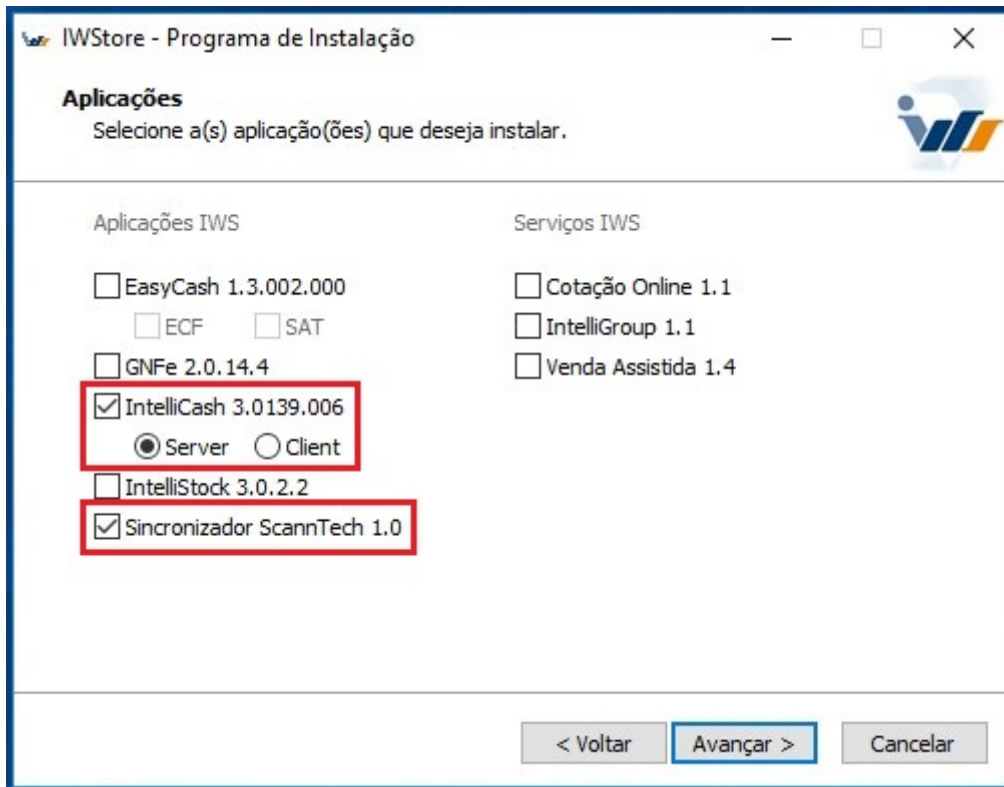 IWStore - Programa de Instalação
Aplicações
Selecione a(s) aplicação(ões) que deseja instalar.
iws
Aplicações IWS
EasyCash 1.3.002.000
ECF SAT
GNFe 2.0.14.4
IntelliCash 3.0139.006
Server Client
IntelliStock 3.0.2.2
Sincronizador ScannTech 1.0
Serviços IWS
Cotação Online 1.1
IntelliGroup 1.1
Venda Assistida 1.4
< Voltar Avançar > Cancelar